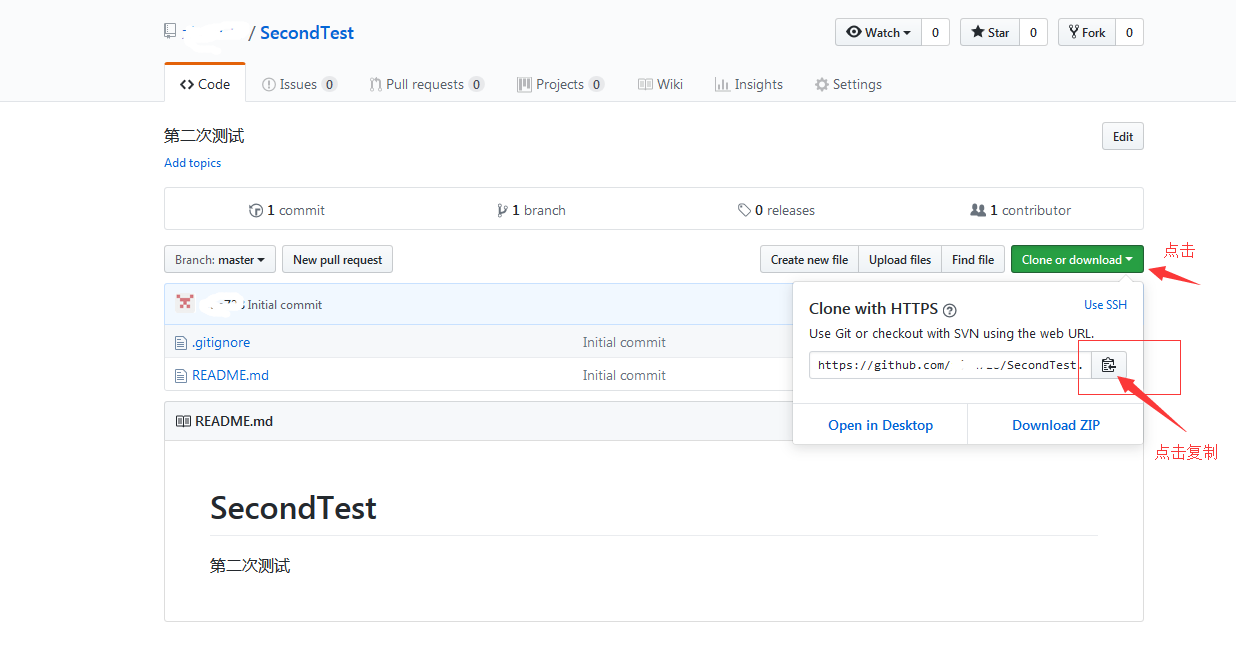 / SecondTest
Watch 0 Star 0 Fork 0
Code Issues 0 Pull requests 0 Projects 0 Wiki Insights Settings
第二次测试
Edit
Add topics
1 commit 1 branch 0 releases 1 contributor
Branch: master New pull request Create new file Upload files Find file Clone or download
点击
Initial commit
Clone with HTTPS Use SSH
Use Git or checkout with SVN using the web URL.
.gitignore Initial commit
https://github.com/ /SecondTest.
README.md Initial commit
Open in Desktop Download ZIP
点击复制
README.md
SecondTest
第二次测试